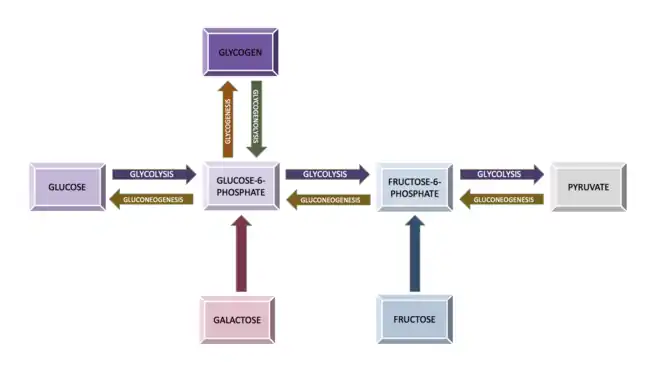 GLYCOGEN
GLYCOGENESIS
GLYCOGENOLYSIS
GLUCOSE
GLYCOLYSIS
GLUCONEOGENESIS
GLUCOSE-6-
PHOSPHATE
GLYCOLYSIS
GLUCONEOGENESIS
FRUCTOSE-6-
PHOSPHATE
GLYCOLYSIS
GLUCONEOGENESIS
PYRUVATE
GALACTOSE
FRUCTOSE